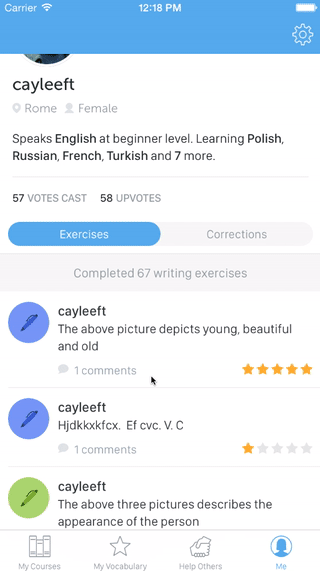 Carrier 12:18 PM
cayleeft
Rome Female
Speaks English at beginner level. Learning Polish,
Russian, French, Turkish and 7 more.
57 VOTES CAST 58 UPVOTES
Exercises Corrections
Completed 67 writing exercises
cayleeft
The above picture depicts young, beautiful
and old
1 comments
cayleeft
Hjdkkxkfcx. Ef cvc. V. C
1 comments
cayleeft
The above three pictures describes the
appearance of the person
My Courses My Vocabulary Help Others Me